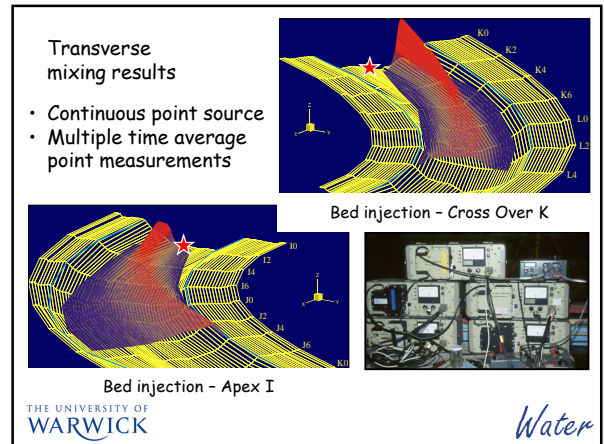 Transverse
mixing results
• Continuous point source
• Multiple time average
point measurements
K0
K2
K4
K6
L0
L2
L4
Z
X
Y
Bed injection – Cross Over K
I0
I2
I4
I6
J0
J2
J4
J6
K0
Z
X
Y
Bed injection – Apex I
THE UNIVERSITY OF
WARWICK
Water